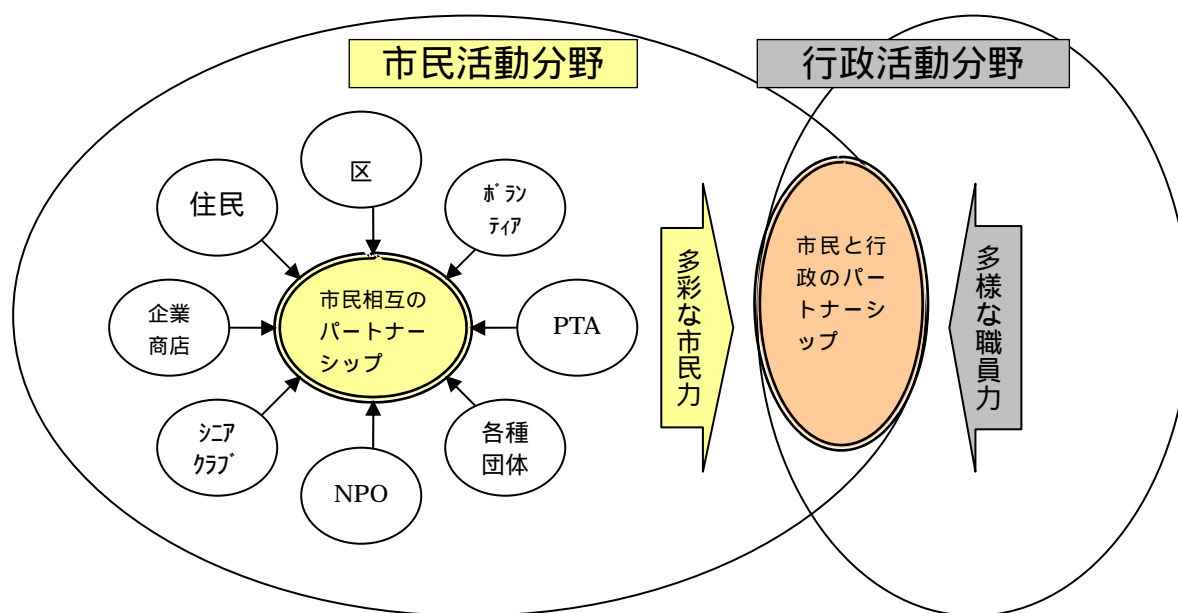 市民活動分野
行政活動分野
区
住民
ﾎﾞﾗﾝ
ﾃｨｱ
企業
商店
市民相互の
パートナー
シップ
PTA
ｼﾆｱ
ｸﾗﾌﾞ
NPO
各種
団体
多彩な市民力
市民と行
政のパー
トナーシ
ップ
多様な職員力